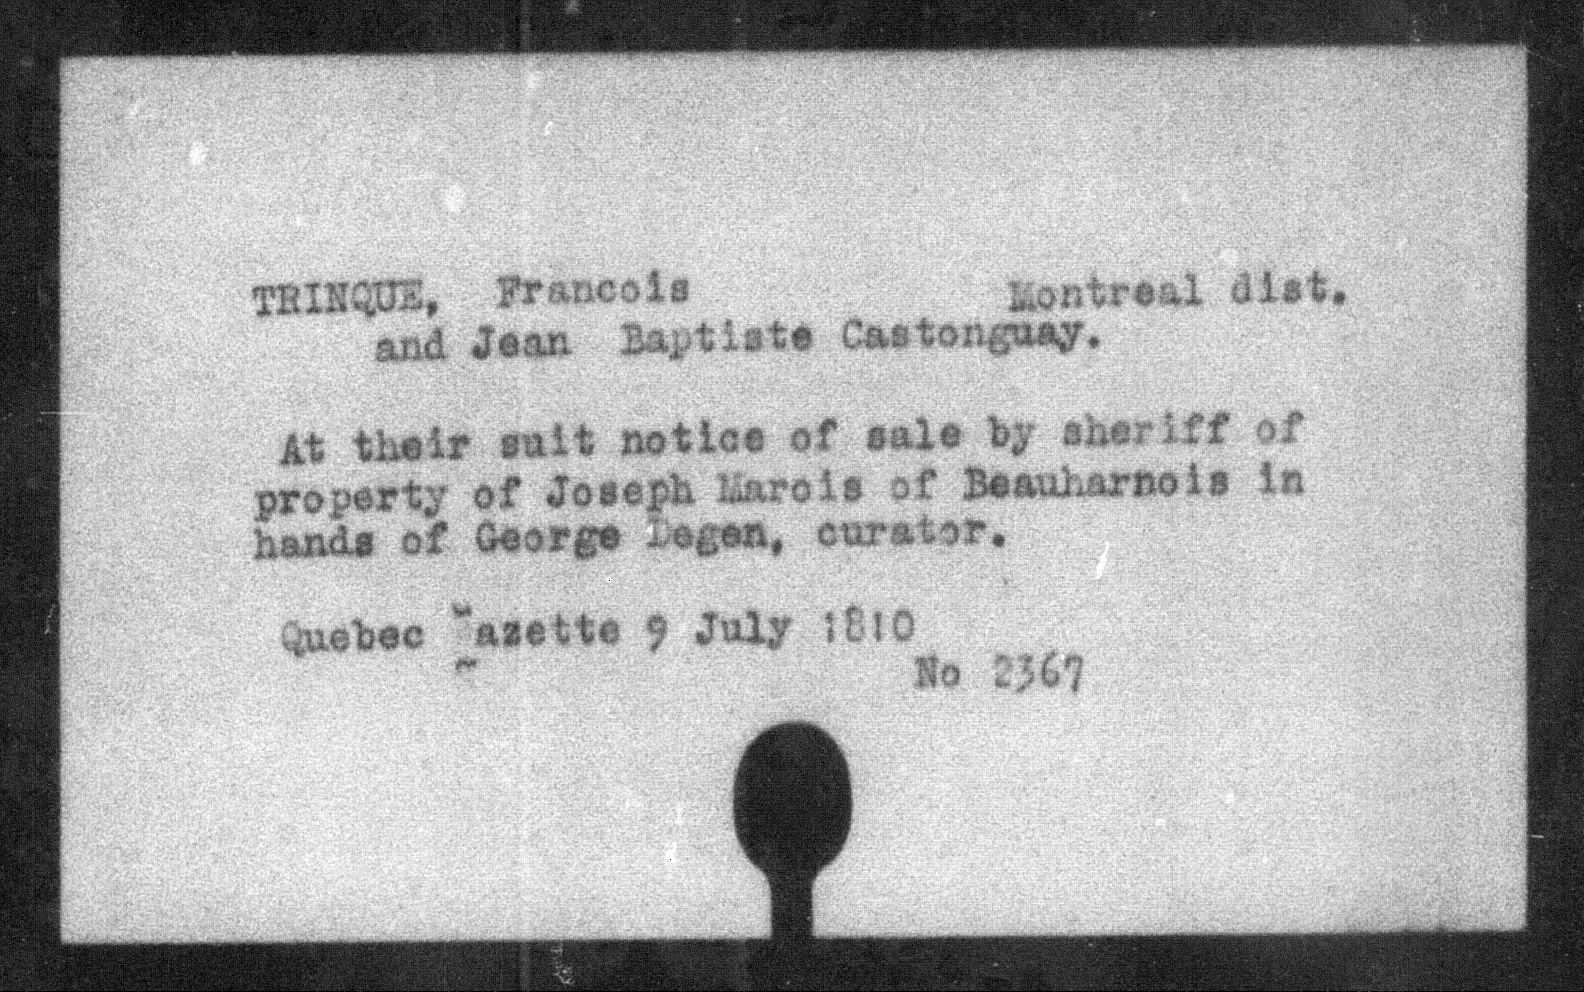 TRINQUE, Francois Montreal dist.
and Jean Baptiste Castonguay.
At their suit notice of sale by sheriff of
property of Joseph Marois of Beauharnois in
hands of George Degen, curator.
Quebec Gazette 9 July 1810
No 2367